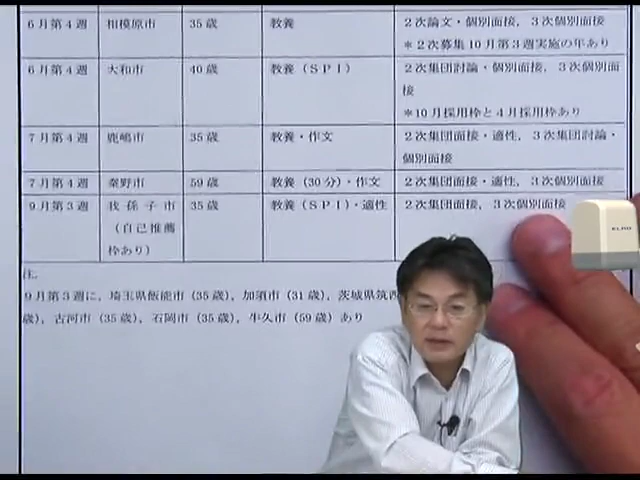 6月第4週 相模原市 35歳 教養 2次論文・個別面接，3次個別面接
＊2次募集10月第3週実施の年あり
6月第4週 大和市 40歳 教養（SPI） 2次集団討論・個別面接，3次個別面
接
＊10月採用枠と4月採用枠あり
7月第4週 鹿嶋市 35歳 教養・作文 2次集団面接・適性，3次集団討論・
個別面接
7月第4週 秦野市 59歳 教養（30分）・作文 2次集団面接・適性，3次個別面接
9月第3週 我孫子市 35歳 教養（SPI）・適性 2次集団面接，3次個別面接
（自己推薦
枠あり）
注.
9月第3週に，埼玉県飯能市（35歳），加須市（31歳），茨城県筑西
歳），古河市（35歳），石岡市（35歳），牛久市（59歳）あり
ELMO